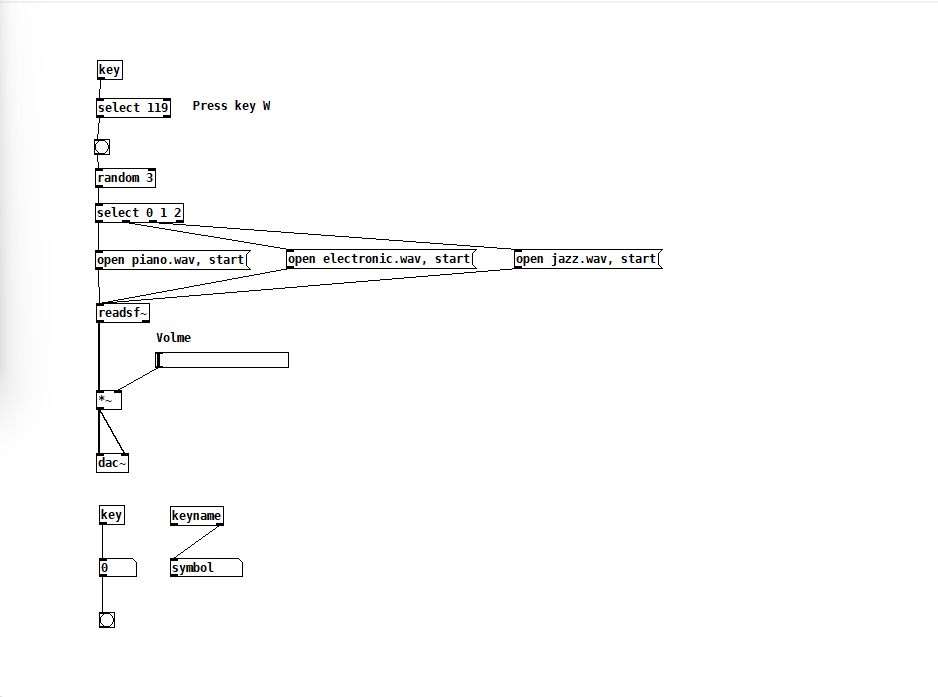 key
select 119
Press key W
random 3
select 0 1 2
open piano.wav, start
open electronic.wav, start
open jazz.wav, start
readsf~
Volme
*~
dac~
key
keyname
0
symbol